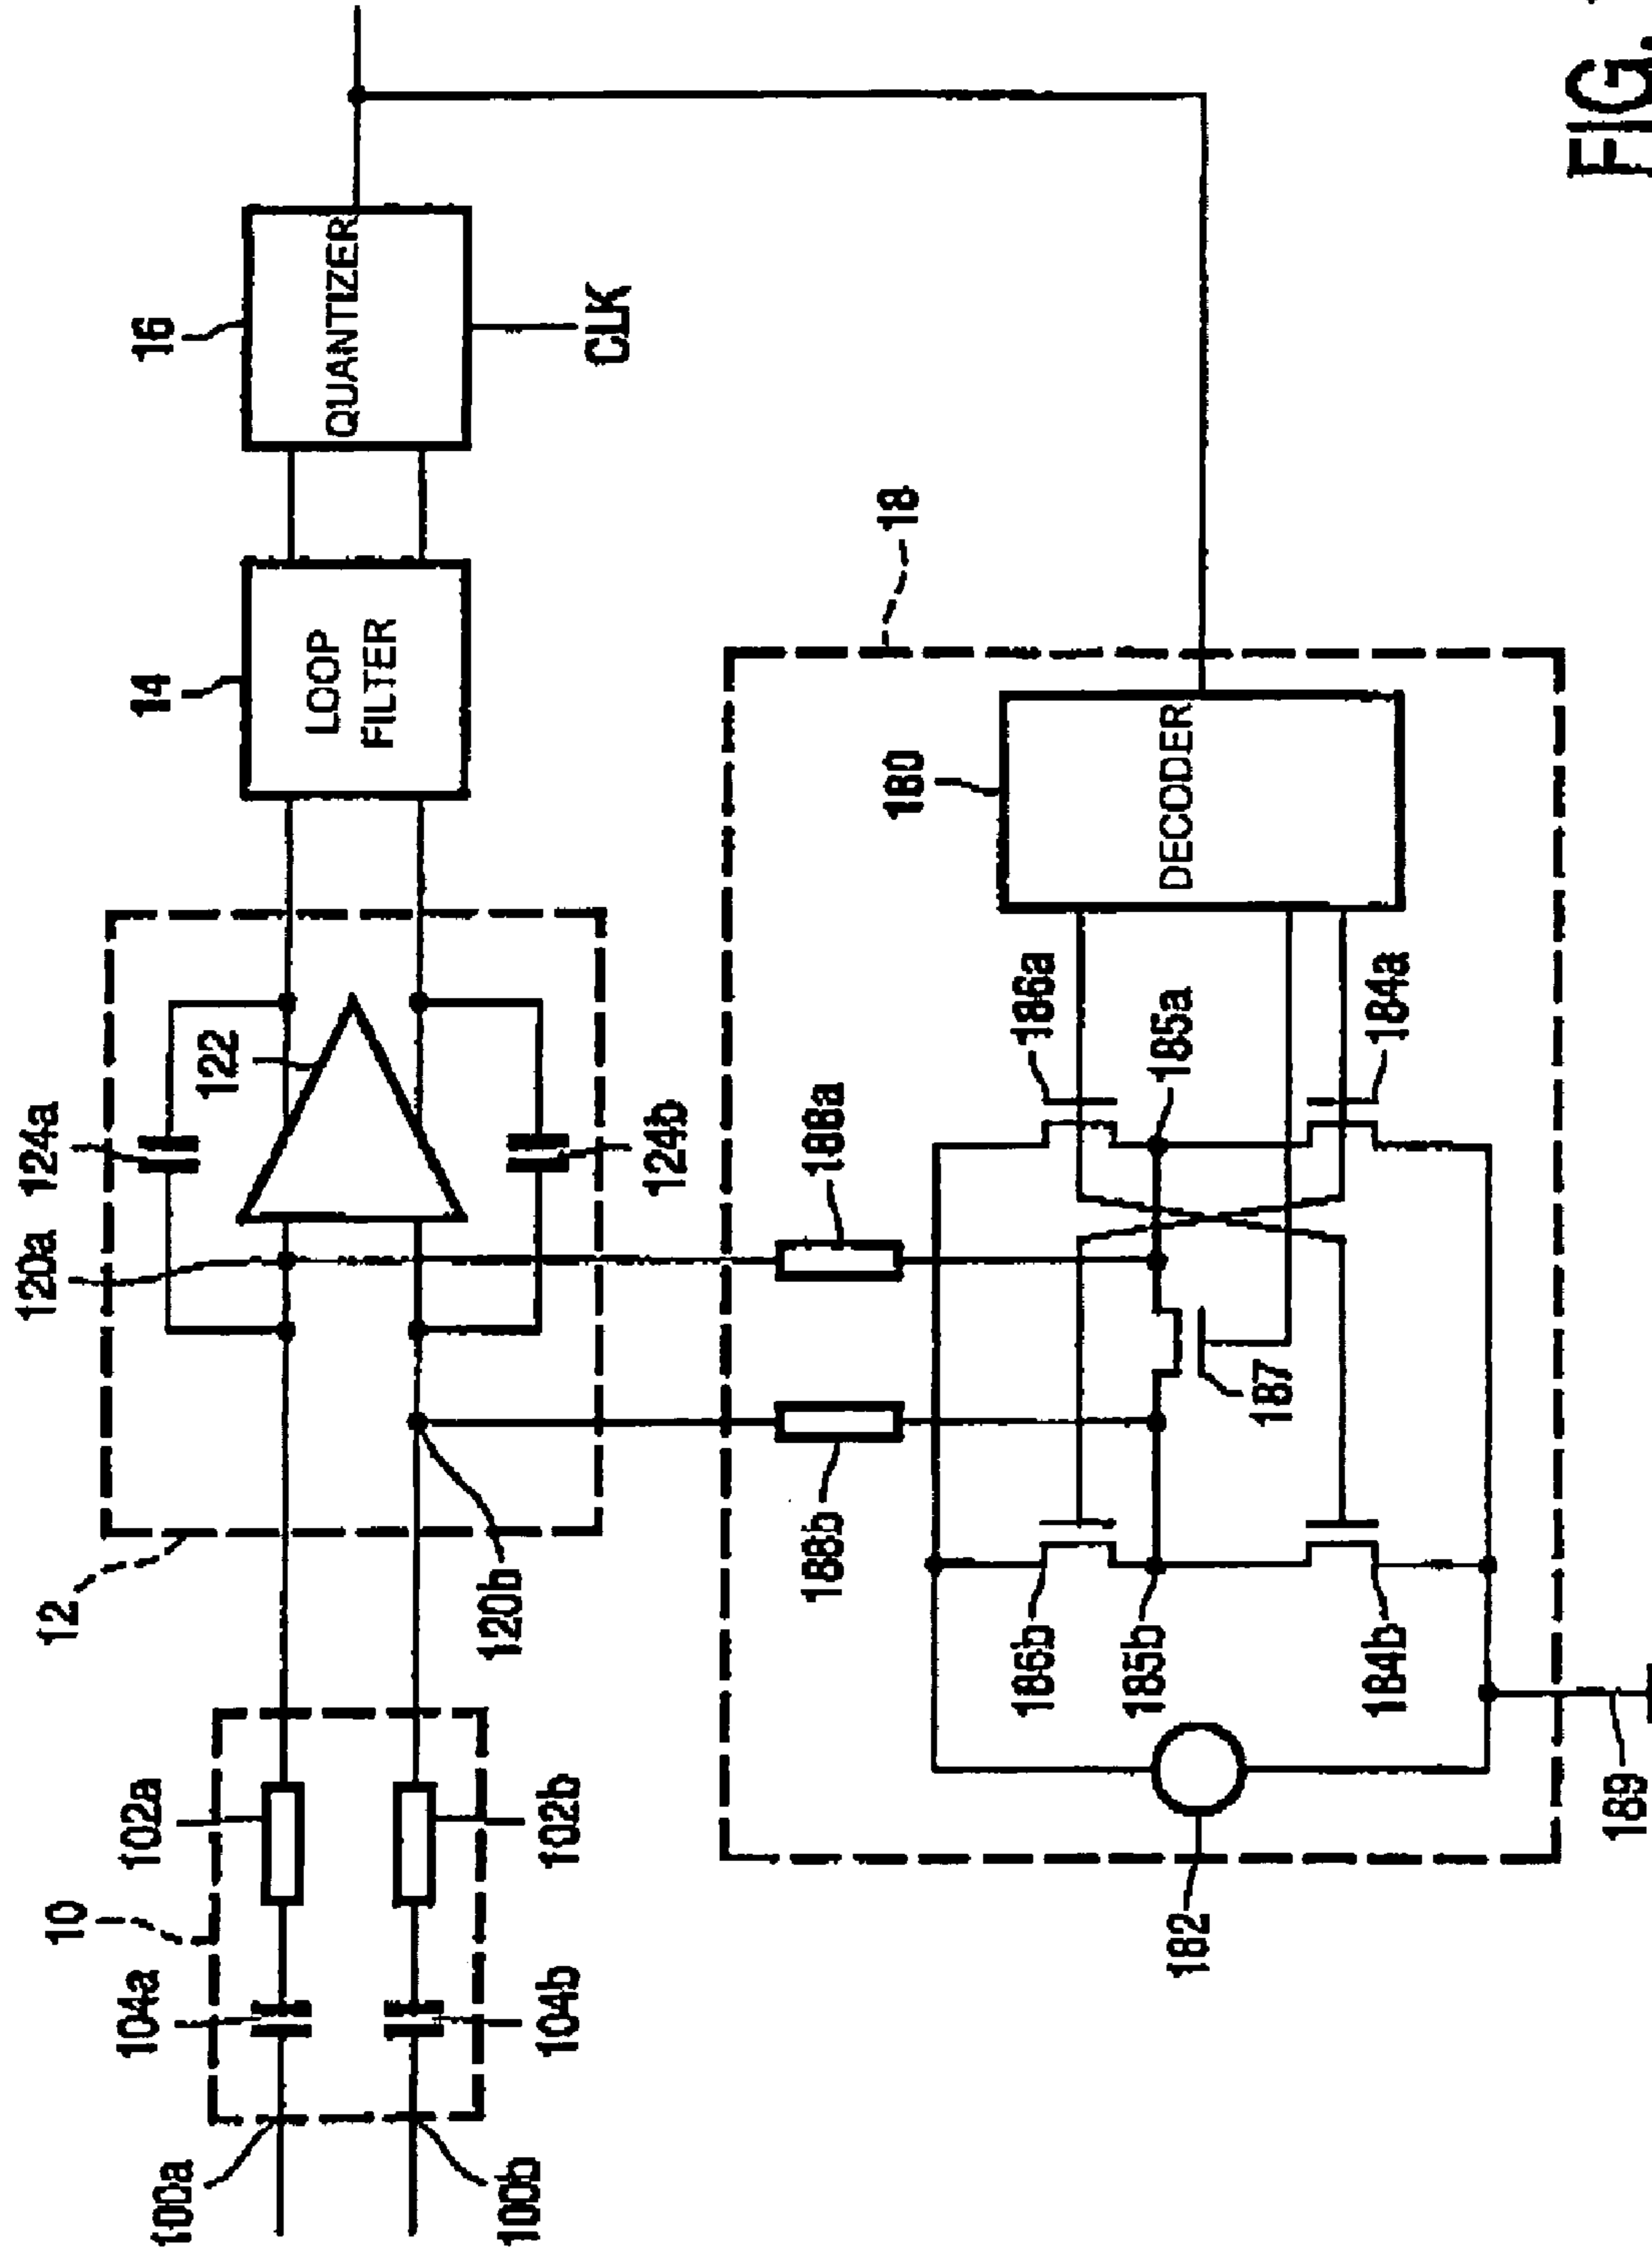 16
14
QUANTIZER
LOOP
FILTER
CLK
124a
122
120a
124b
12
120b
10
102a
102b
104a
104b
100a
100b
18
180
DECODER
188a
186a
185a
184a
188b
187
186b
185b
184b
182
189
FIG.